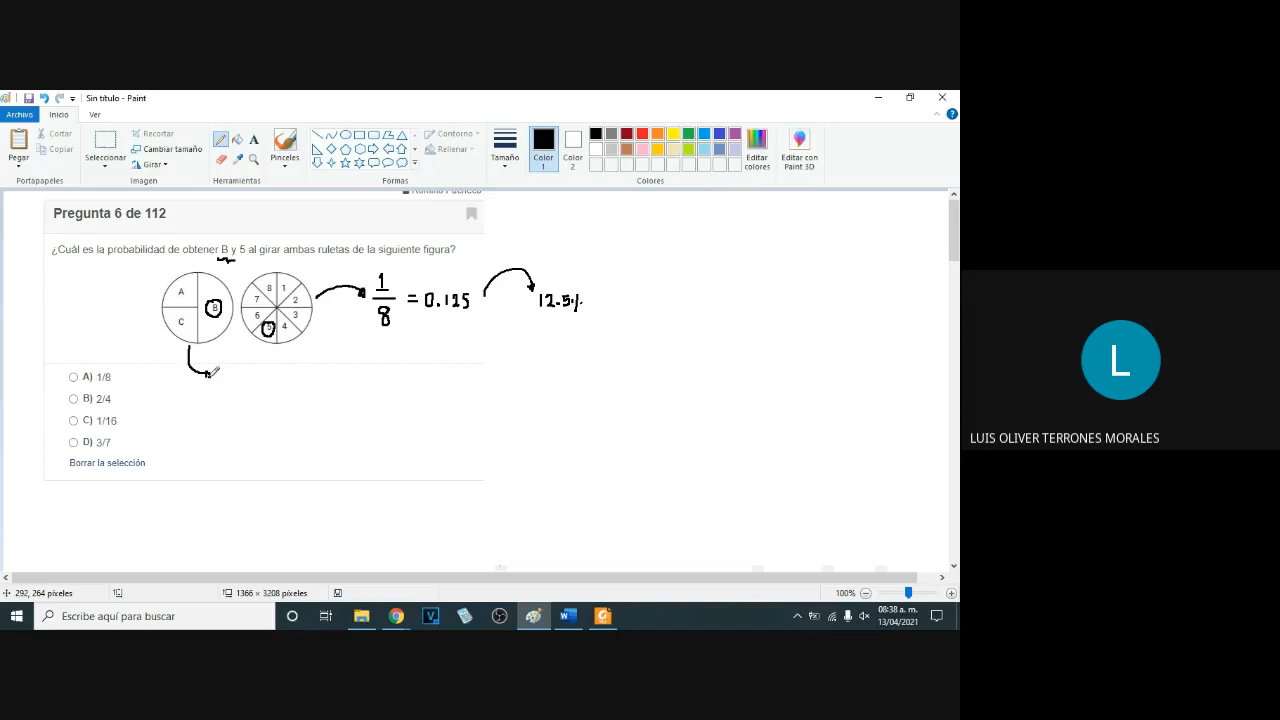 Sin título - Paint
Archivo Inicio Ver
Pegar
Cortar
Copiar
Portapapeles
Seleccionar
Recortar
Cambiar tamaño
Girar
Imagen
A
Herramientas
Pinceles
Contorno
Rellenar
Formas
Tamaño
Color 1
Color 2
Editar colores
Colores
Editar con Paint 3D
Pregunta 6 de 112
¿Cuál es la probabilidad de obtener B y 5 al girar ambas ruletas de la siguiente figura?
A
B
C
8 1
7 2
6 3
5 4
1
8
= 0.125
12.5%
A) 1/8
B) 2/4
C) 1/16
D) 3/7
Borrar la selección
292, 264 píxeles
1366 × 3208 píxeles
100%
Escribe aquí para buscar
08:38 a. m.
13/04/2021
L
LUIS OLIVER TERRONES MORALES